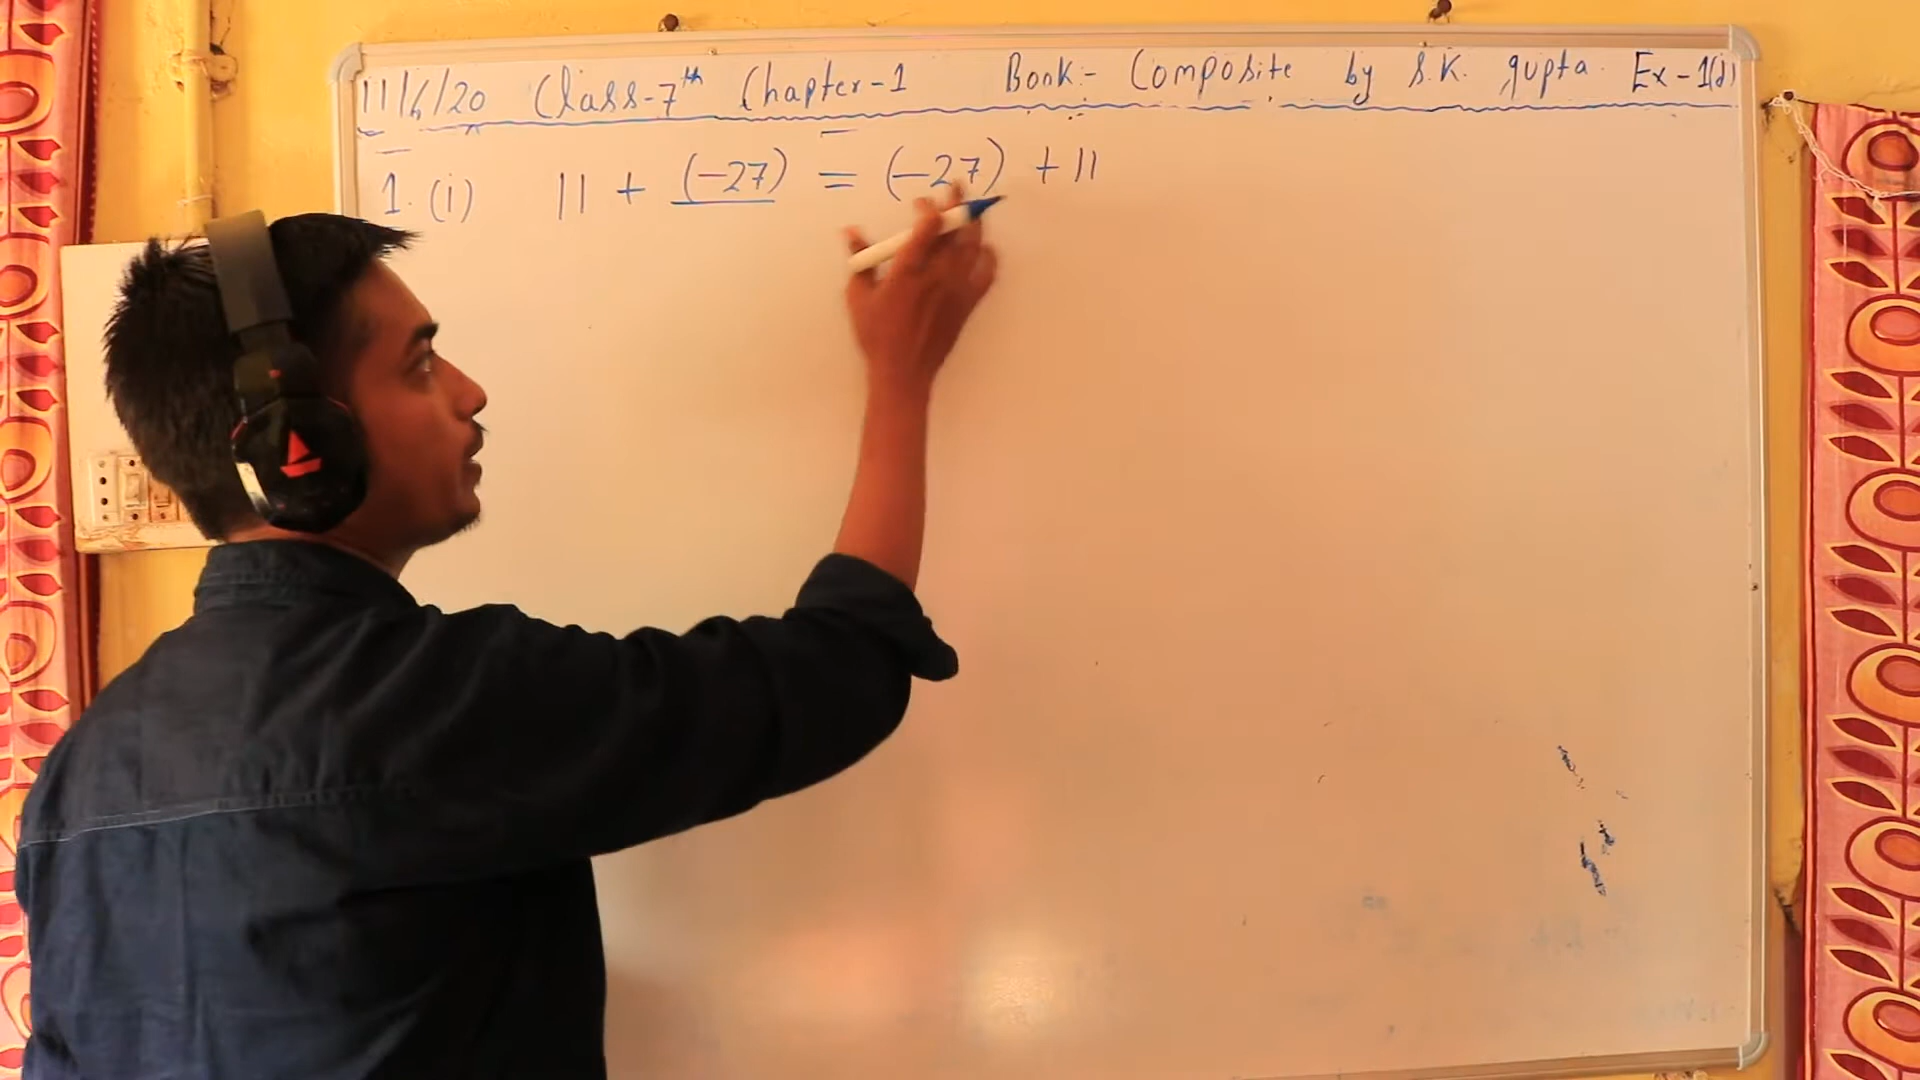 11/6/20 Class-7th Chapter-1 Book:- Composite by S.K. gupta. Ex-1(d)
1. (i) 11 + (-27) = (-27) + 11